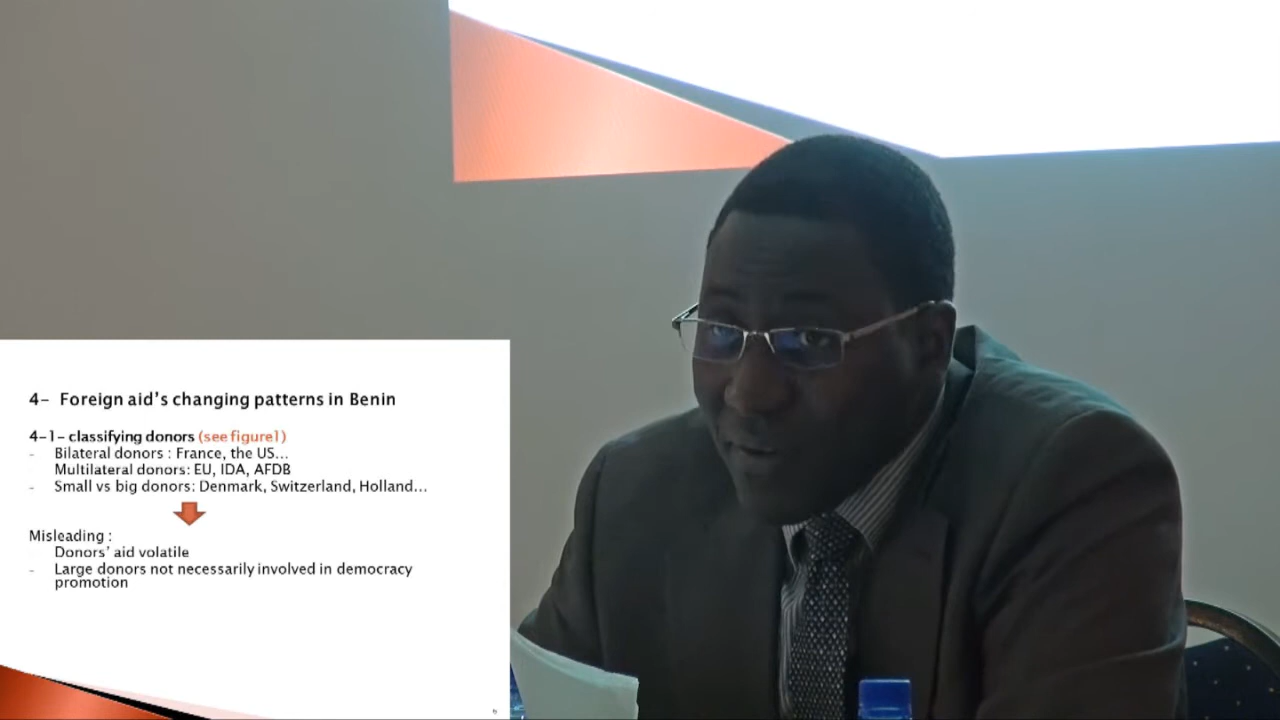 4- Foreign aid's changing patterns in Benin
4-1- classifying donors (see figure1)
- Bilateral donors : France, the US...
Multilateral donors: EU, IDA, AFDB
- Small vs big donors: Denmark, Switzerland, Holland...
Misleading :
Donors' aid volatile
- Large donors not necessarily involved in democracy
promotion